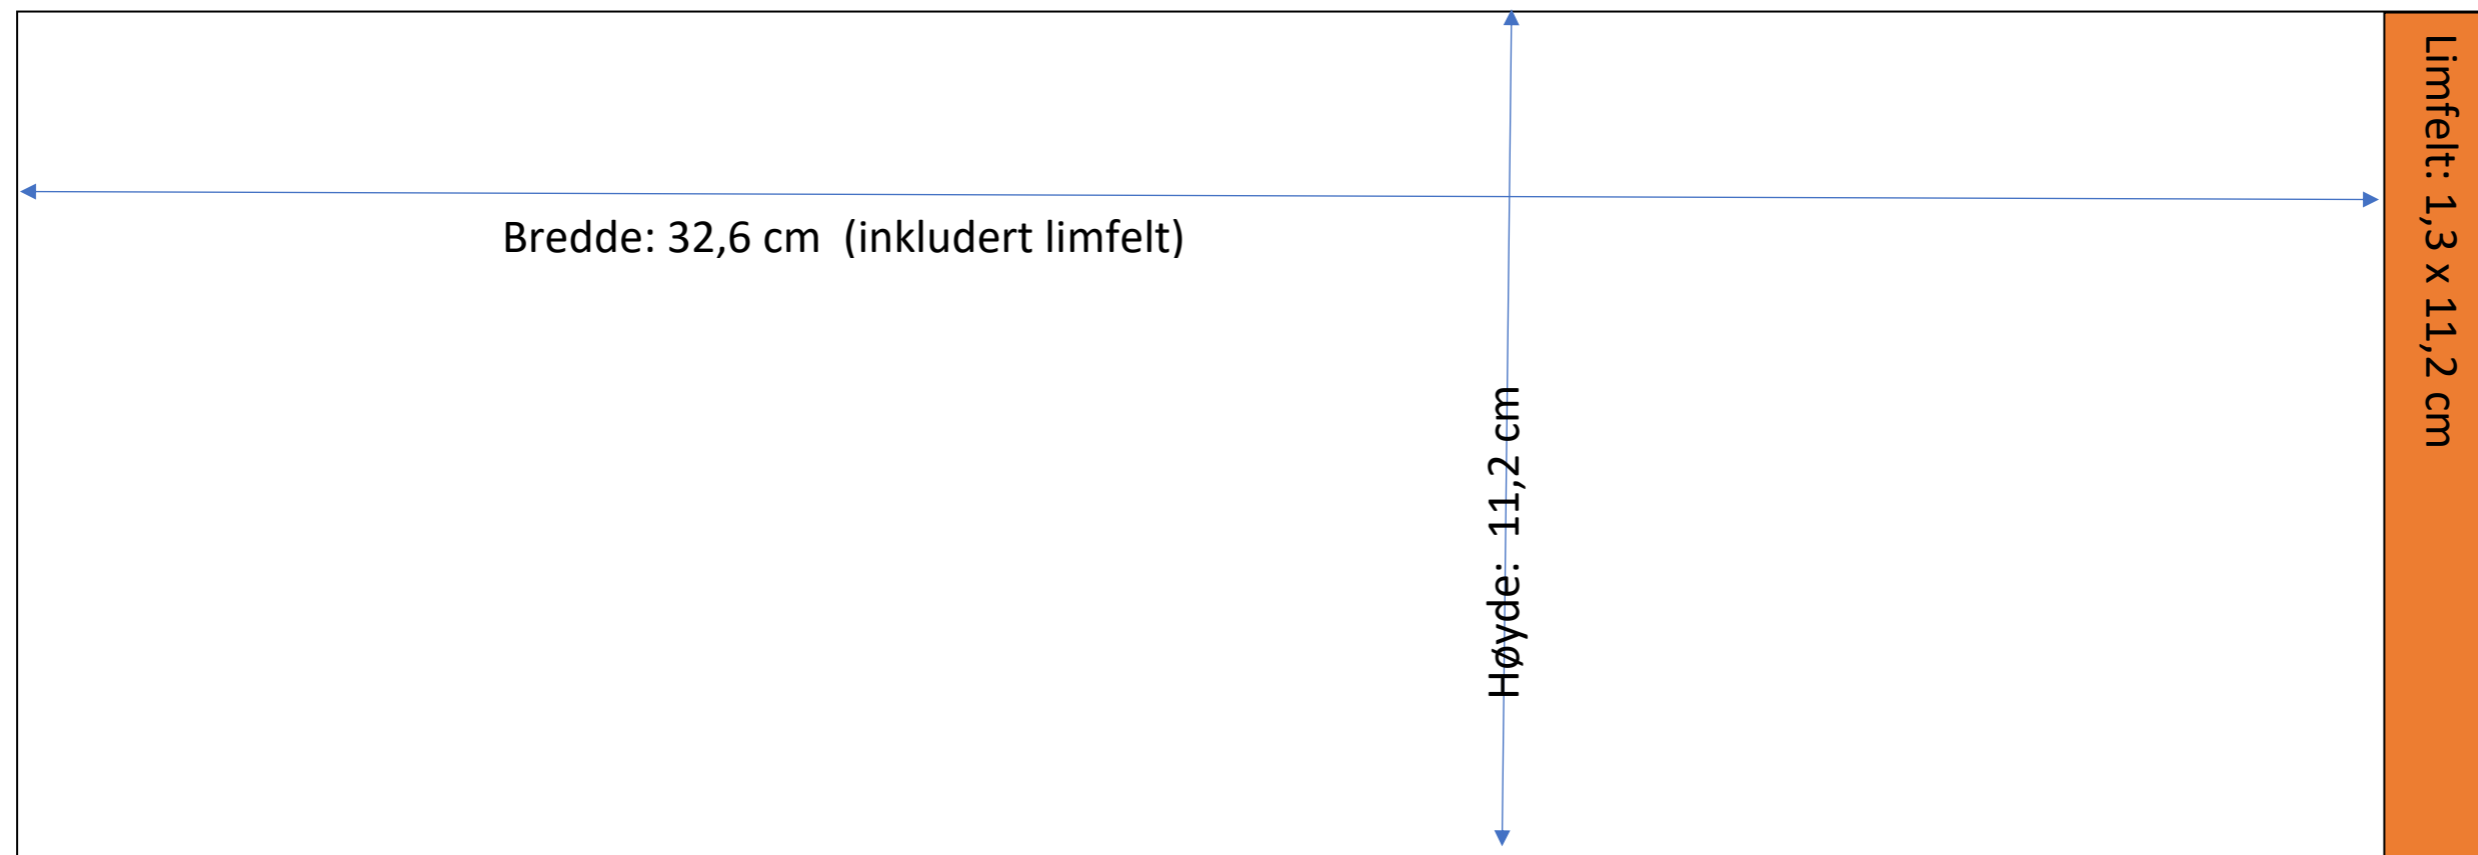 Bredde: 32,6 cm  (inkludert limfelt)
Høyde:  11,2 cm
Limfelt: 1,3 x 11,2 cm